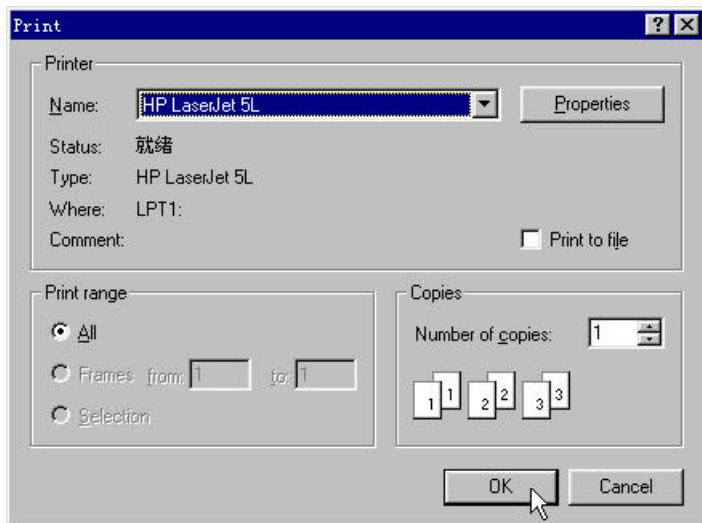 Print
Printer
Name: HP LaserJet 5L Properties
Status: 就绪
Type: HP LaserJet 5L
Where: LPT1:
Comment: Print to file
Print range
All
Frames from: 1 to: 1
Selection
Copies
Number of copies: 1
1 1 2 2 3 3
OK Cancel